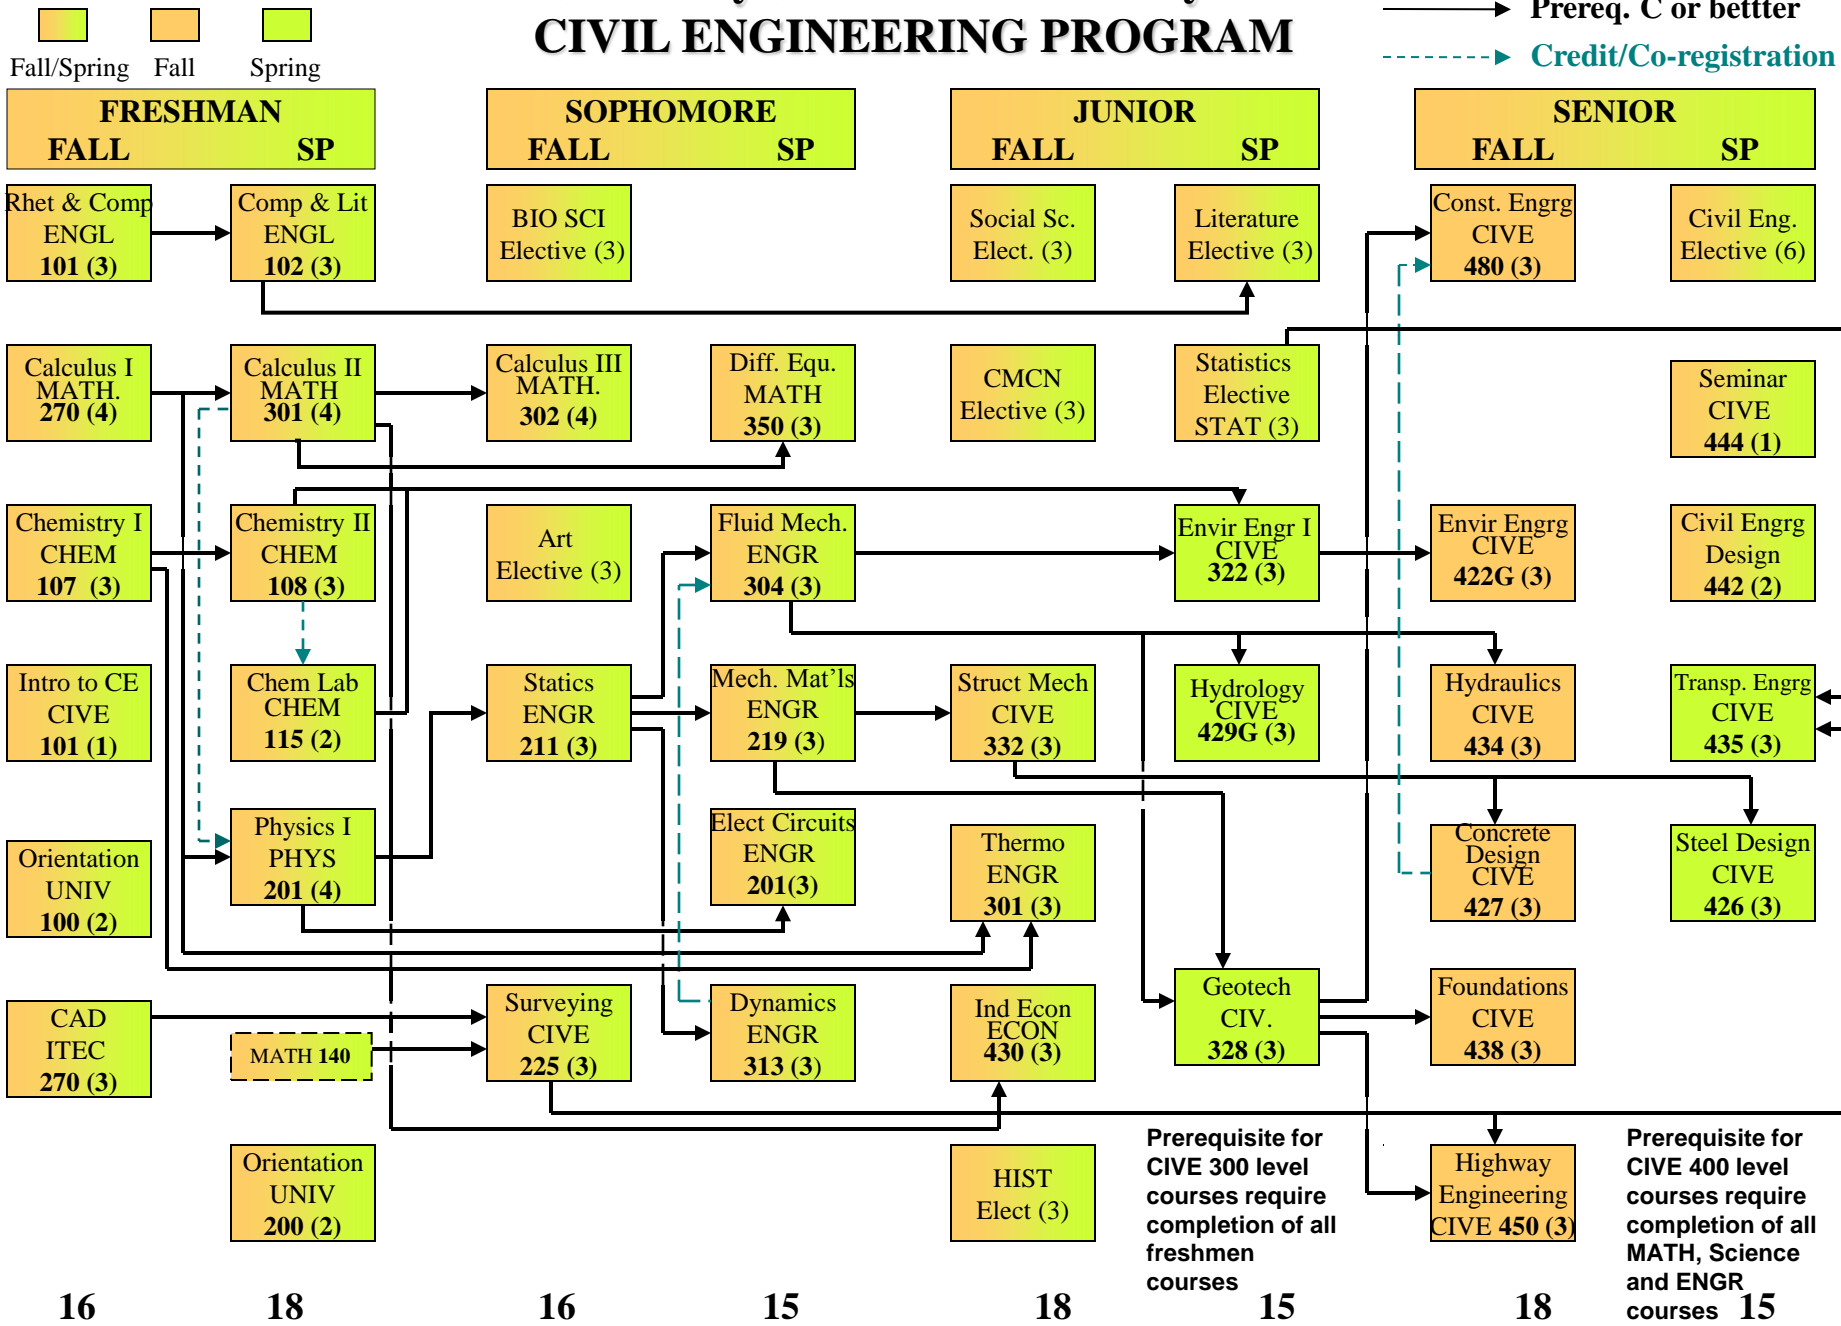 CIVIL ENGINEERING PROGRAM
Prereq. C or bettter
Credit/Co-registration
Fall/Spring
Fall
Spring
FRESHMAN
FALL SP
SOPHOMORE
FALL SP
JUNIOR
FALL SP
SENIOR
FALL SP
Rhet & Comp
ENGL
101 (3)
Comp & Lit
ENGL
102 (3)
BIO SCI
Elective (3)
Social Sc.
Elect. (3)
Literature
Elective (3)
Const. Engrg
CIVE
480 (3)
Civil Eng.
Elective (6)
Calculus I
MATH.
270 (4)
Calculus II
MATH
301 (4)
Calculus III
MATH.
302 (4)
Diff. Equ.
MATH
350 (3)
CMCN
Elective (3)
Statistics
Elective
STAT (3)
Seminar
CIVE
444 (1)
Chemistry I
CHEM
107 (3)
Chemistry II
CHEM
108 (3)
Art
Elective (3)
Fluid Mech.
ENGR
304 (3)
Envir Engr I
CIVE
322 (3)
Envir Engrg
CIVE
422G (3)
Civil Engrg
Design
442 (2)
Intro to CE
CIVE
101 (1)
Chem Lab
CHEM
115 (2)
Statics
ENGR
211 (3)
Mech. Mat'ls
ENGR
219 (3)
Struct Mech
CIVE
332 (3)
Hydrology
CIVE
429G (3)
Hydraulics
CIVE
434 (3)
Transp. Engrg
CIVE
435 (3)
Orientation
UNIV
100 (2)
Physics I
PHYS
201 (4)
Elect Circuits
ENGR
201(3)
Thermo
ENGR
301 (3)
Concrete
Design
CIVE
427 (3)
Steel Design
CIVE
426 (3)
CAD
ITEC
270 (3)
MATH 140
Surveying
CIVE
225 (3)
Dynamics
ENGR
313 (3)
Ind Econ
ECON
430 (3)
Geotech
CIV.
328 (3)
Foundations
CIVE
438 (3)
Orientation
UNIV
200 (2)
HIST
Elect (3)
Prerequisite for
CIVE 300 level
courses require
completion of all
freshmen
courses
Highway
Engineering
CIVE 450 (3)
Prerequisite for
CIVE 400 level
courses require
completion of all
MATH, Science
and ENGR
courses
16 18 16 15 18 15 18 15